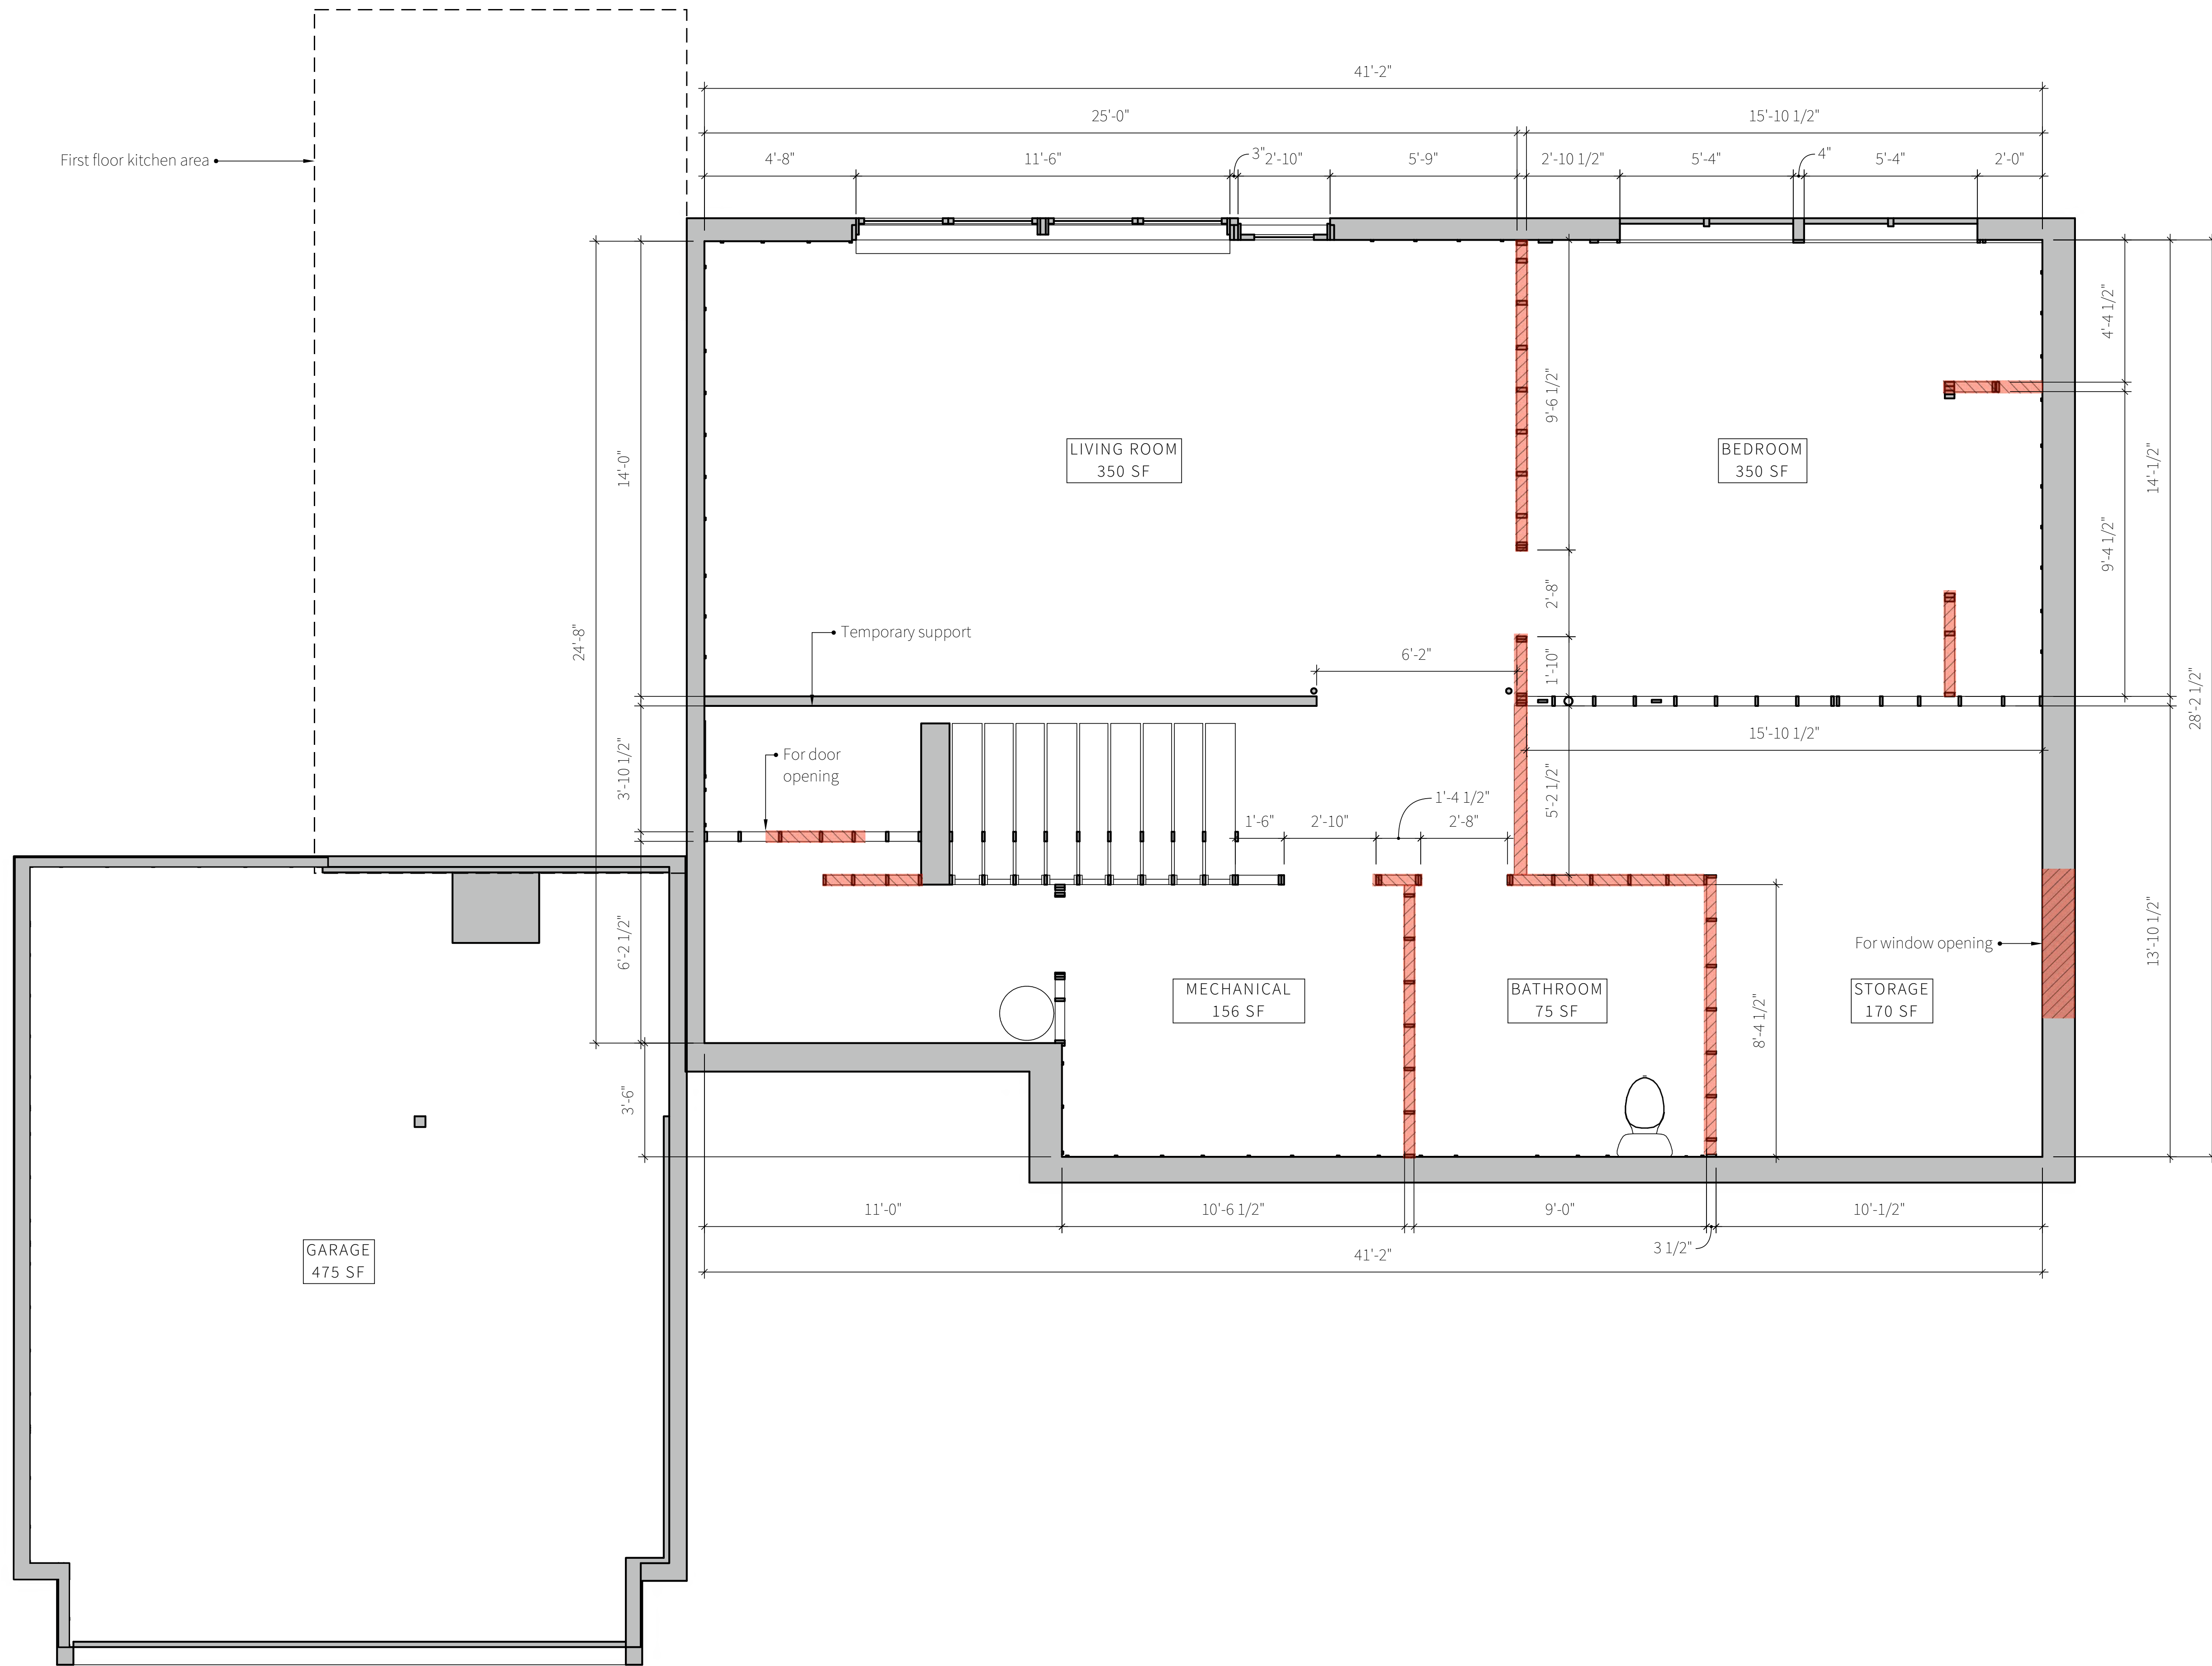 41'-2"
25'-0"
15'-10 1/2"
First floor kitchen area
4'-8"
11'-6"
3"
2'-10"
5'-9"
2'-10 1/2"
5'-4"
4"
5'-4"
2'-0"
4'-4 1/2"
9'-6 1/2"
LIVING ROOM
350 SF
BEDROOM
350 SF
14'-0"
14'-1/2"
9'-4 1/2"
2'-8"
24'-8"
Temporary support
6'-2"
1'-10"
28'-2 1/2"
15'-10 1/2"
For door
opening
3'-10 1/2"
5'-2 1/2"
1'-4 1/2"
1'-6"
2'-10"
2'-8"
6'-2 1/2"
For window opening
13'-10 1/2"
MECHANICAL
156 SF
BATHROOM
75 SF
STORAGE
170 SF
8'-4 1/2"
3'-6"
11'-0"
10'-6 1/2"
9'-0"
10'-1/2"
3 1/2"
41'-2"
GARAGE
475 SF